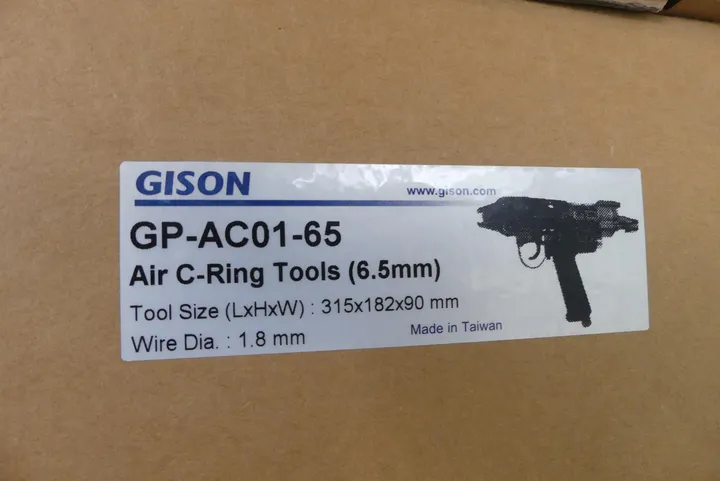 GISON
www.gison.com
GP-AC01-65
Air C-Ring Tools (6.5mm)
Tool Size (LxHxW) : 315x182x90 mm
Wire Dia. : 1.8 mm
Made in Taiwan